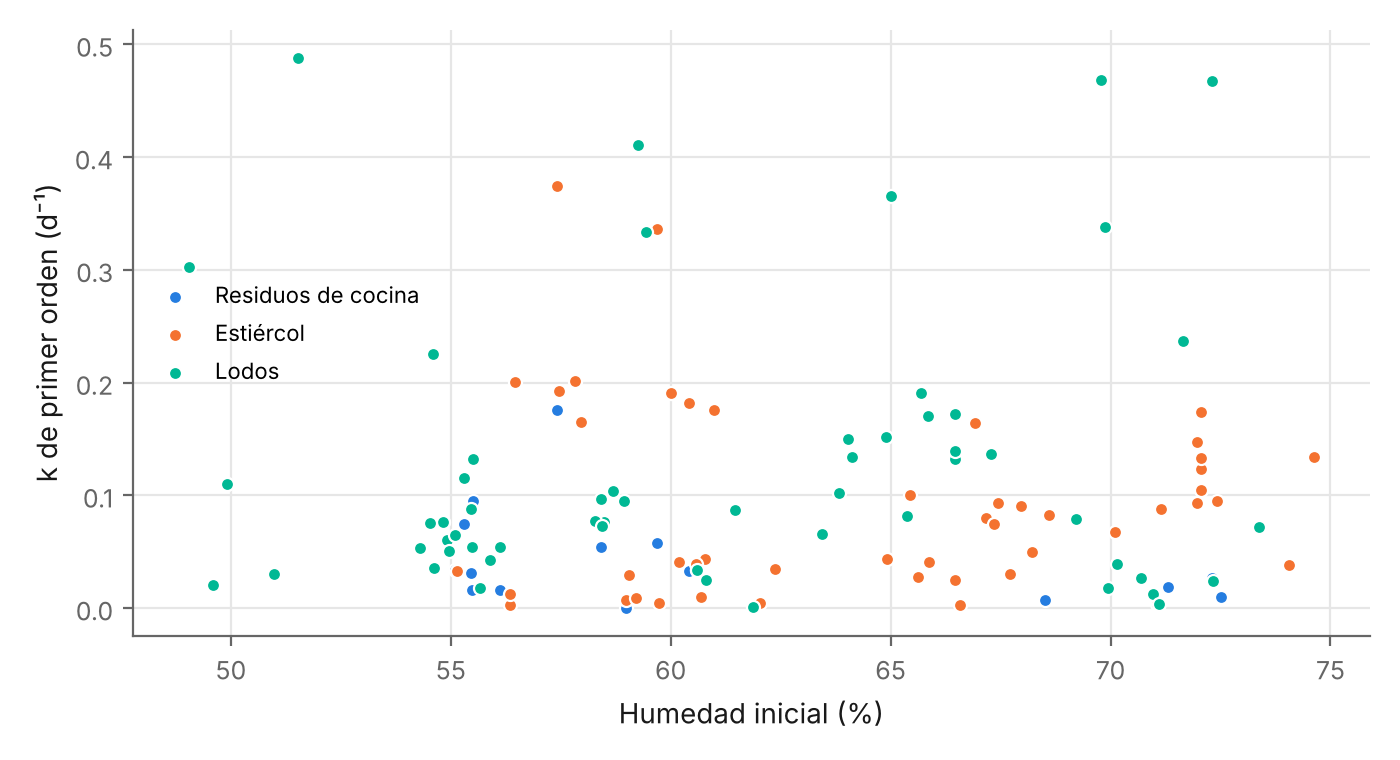 0.5
0.4
0.3
0.2
0.1
0.0
k de primer orden (d⁻¹)
Residuos de cocina
Estiércol
Lodos
50 55 60 65 70 75
Humedad inicial (%)